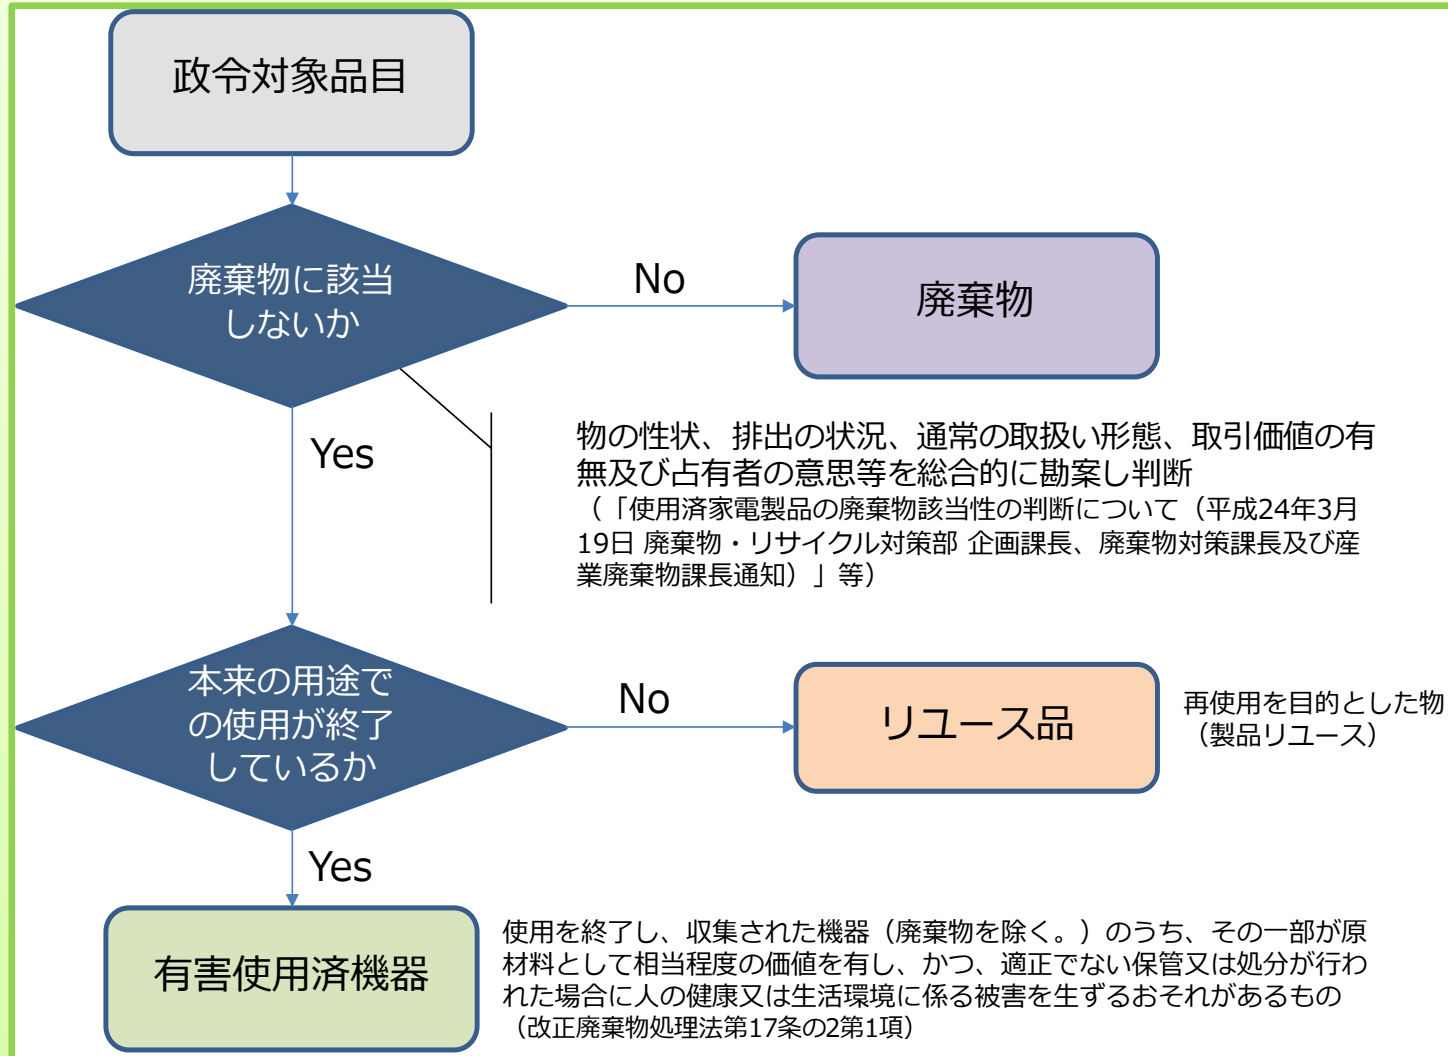 政令対象品目
廃棄物に該当
しないか
No
廃棄物
Yes
物の性状、排出の状況、通常の取扱い形態、取引価値の有
無及び占有者の意思等を総合的に勘案し判断
（「使用済家電製品の廃棄物該当性の判断について（平成24年3月
19日 廃棄物・リサイクル対策部 企画課長、廃棄物対策課長及び産
業廃棄物課長通知）」等）
本来の用途で
の使用が終了
しているか
No
リユース品
再使用を目的とした物
（製品リユース）
Yes
有害使用済機器
使用を終了し、収集された機器（廃棄物を除く。）のうち、その一部が原
材料として相当程度の価値を有し、かつ、適正でない保管又は処分が行わ
れた場合に人の健康又は生活環境に係る被害を生ずるおそれがあるもの
（改正廃棄物処理法第17条の2第1項）